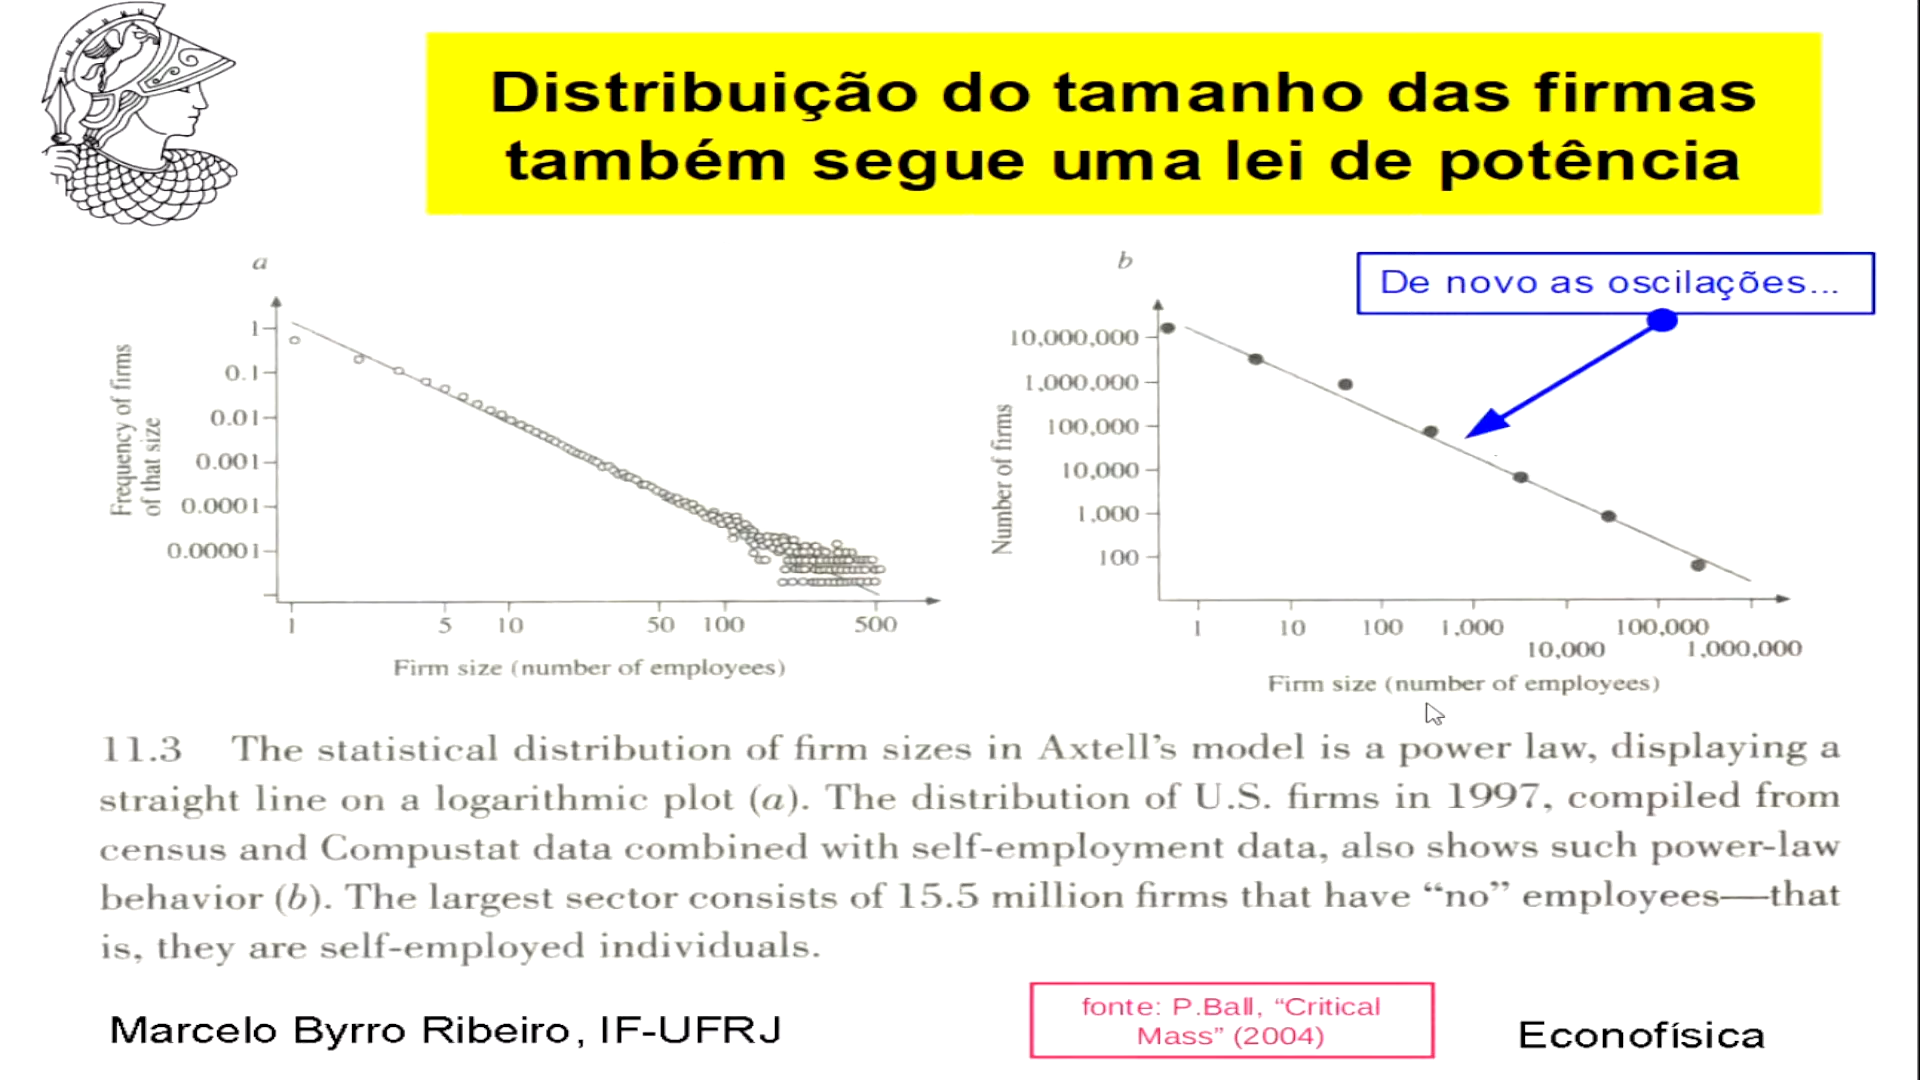 Distribuição do tamanho das firmas
também segue uma lei de potência
a
Frequency of firms
of that size
1
0.1
0.01
0.001
0.0001
0.00001
1
5
10
50
100
500
Firm size (number of employees)
b
De novo as oscilações...
Number of firms
10,000,000
1,000,000
100,000
10,000
1,000
100
1
10
100
1,000
10,000
100,000
1,000,000
Firm size (number of employees)
11.3 The statistical distribution of firm sizes in Axtell's model is a power law, displaying a
straight line on a logarithmic plot (a). The distribution of U.S. firms in 1997, compiled from
census and Compustat data combined with self-employment data, also shows such power-law
behavior (b). The largest sector consists of 15.5 million firms that have “no” employees—that
is, they are self-employed individuals.
Marcelo Byrro Ribeiro, IF-UFRJ
fonte: P.Ball, “Critical
Mass” (2004)
Econofísica